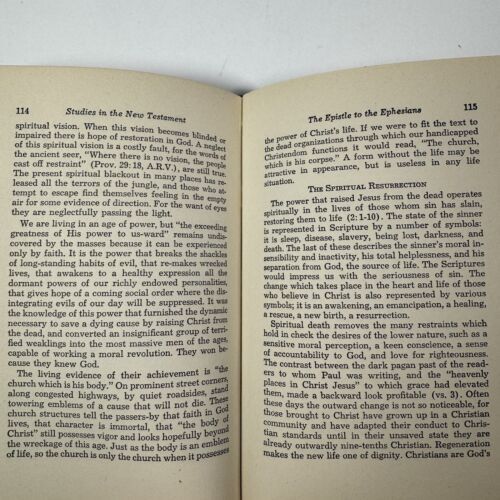 114 Studies in the New Testament
spiritual vision. When this vision becomes blinded or
impaired there is hope of restoration in God. A neglect
of this spiritual vision is a costly fault, for the words of
the ancient seer, "Where there is no vision, the people
cast off restraint" (Prov. 29:18, A.R.V.), are still true.
The present spiritual blackout in many places has re-
leased all the terrors of the jungle, and those who at-
tempt to escape find themselves feeling in the empty
air for some evidence of direction. For the want of eyes
they are neglectfully passing the light.
We are living in an age of power, but "the exceeding
greatness of His power to us-ward" remains undis-
covered by the masses because it can be experienced
only by faith. It is the power that breaks the shackles
of long-standing habits of evil, that re-makes wrecked
lives, that awakens to a healthy expression all the
dormant powers of our richly endowed personalities,
that gives hope of a coming social order where the dis-
integrating evils of our day will be suppressed. It was
the knowledge of this power that furnished the dynamic
necessary to save a dying cause by raising Christ from
the dead, and converted an insignificant group of terri-
fied weaklings into the most massive men of the ages,
capable of working a moral revolution. They won be-
cause they knew God.
The living evidence of their achievement is "the
church which is his body." On prominent street corners,
along congested highways, by quiet roadsides, stand
towering emblems of a cause that will not die. These
church structures tell the passers-by that faith in God
lives, that character is immortal, that "the body of
Christ" still possesses vigor and looks hopefully beyond
the wreckage of this age. Just as the body is an emblem
of life, so the church is only the church when it possesses
The Epistle to the Ephesians 115
the power of Christ's life. If we were to fit the text to
the dead organizations through which our handicapped
Christendom functions it would read, "The church,
which is his corpse." A form without the life may be
attractive in appearance, but is useless in any life
situation.
THE SPIRITUAL RESURRECTION
The power that raised Jesus from the dead operates
spiritually in the lives of those whom sin has slain,
restoring them to life (2:1-10). The state of the sinner
is represented in Scripture by a number of symbols:
it is sleep, disease, slavery, being lost, darkness, and
death. The last of these describes the sinner's moral in-
sensibility and inactivity, his total helplessness, and his
separation from God, the source of life. The Scriptures
would impress us with the seriousness of sin. The
change which takes place in the heart and life of those
who believe in Christ is also represented by various
symbols; it is an awakening, an emancipation, a healing,
a rescue, a new birth, a resurrection.
Spiritual death removes the many restraints which
hold in check the desires of the lower nature, such as a
sensitive moral perception, a keen conscience, a sense
of accountability to God, and love for righteousness.
The contrast between the dark pagan past of the read-
ers to whom Paul was writing, and the "heavenly
places in Christ Jesus" to which grace had elevated
them, made a backward look profitable (vs. 3). Often
these days the outward change is not so noticeable, for
those brought to Christ have grown up in a Christian
community and have adapted their conduct to Chris-
tian standards until in their unsaved state they are
already outwardly nine-tenths Christian. Regeneration
makes the life one of dynamic. Christians are God's